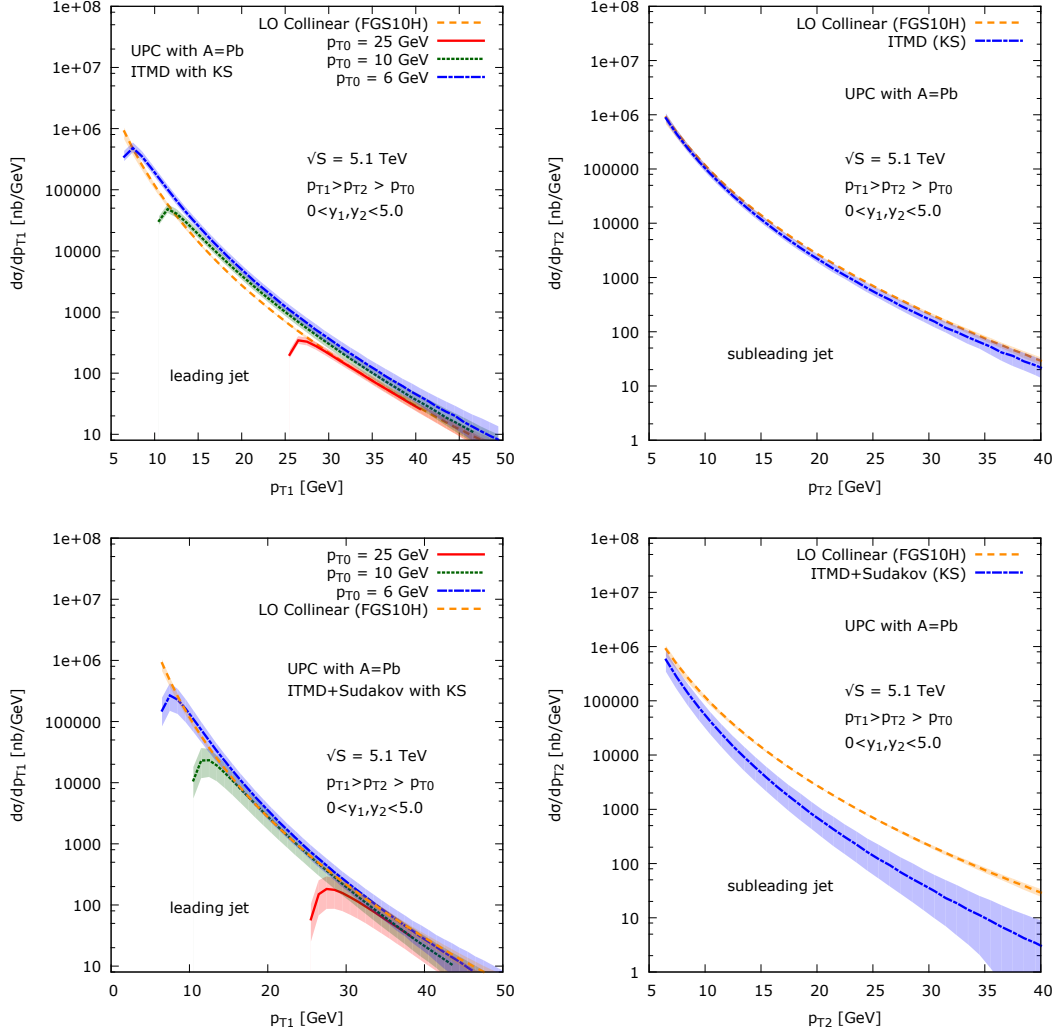 LO Collinear (FGS10H)
p_T0 = 25 GeV
p_T0 = 10 GeV
p_T0 = 6 GeV
UPC with A=Pb
ITMD with KS
√S = 5.1 TeV
p_T1>p_T2 > p_T0
0<y_1,y_2<5.0
leading jet
dσ/dp_T1 [nb/GeV]
1e+08
1e+07
1e+06
100000
10000
1000
100
10
5 10 15 20 25 30 35 40 45 50
p_T1 [GeV]
LO Collinear (FGS10H)
ITMD (KS)
UPC with A=Pb
√S = 5.1 TeV
p_T1>p_T2 > p_T0
0<y_1,y_2<5.0
subleading jet
dσ/dp_T2 [nb/GeV]
1e+08
1e+07
1e+06
100000
10000
1000
100
10
1
5 10 15 20 25 30 35 40
p_T2 [GeV]
p_T0 = 25 GeV
p_T0 = 10 GeV
p_T0 = 6 GeV
LO Collinear (FGS10H)
UPC with A=Pb
ITMD+Sudakov with KS
√S = 5.1 TeV
p_T1>p_T2 > p_T0
0<y_1,y_2<5.0
leading jet
dσ/dp_T1 [nb/GeV]
1e+08
1e+07
1e+06
100000
10000
1000
100
10
0 10 20 30 40 50
p_T1 [GeV]
LO Collinear (FGS10H)
ITMD+Sudakov (KS)
UPC with A=Pb
√S = 5.1 TeV
p_T1>p_T2 > p_T0
0<y_1,y_2<5.0
subleading jet
dσ/dp_T2 [nb/GeV]
1e+08
1e+07
1e+06
100000
10000
1000
100
10
1
5 10 15 20 25 30 35 40
p_T2 [GeV]